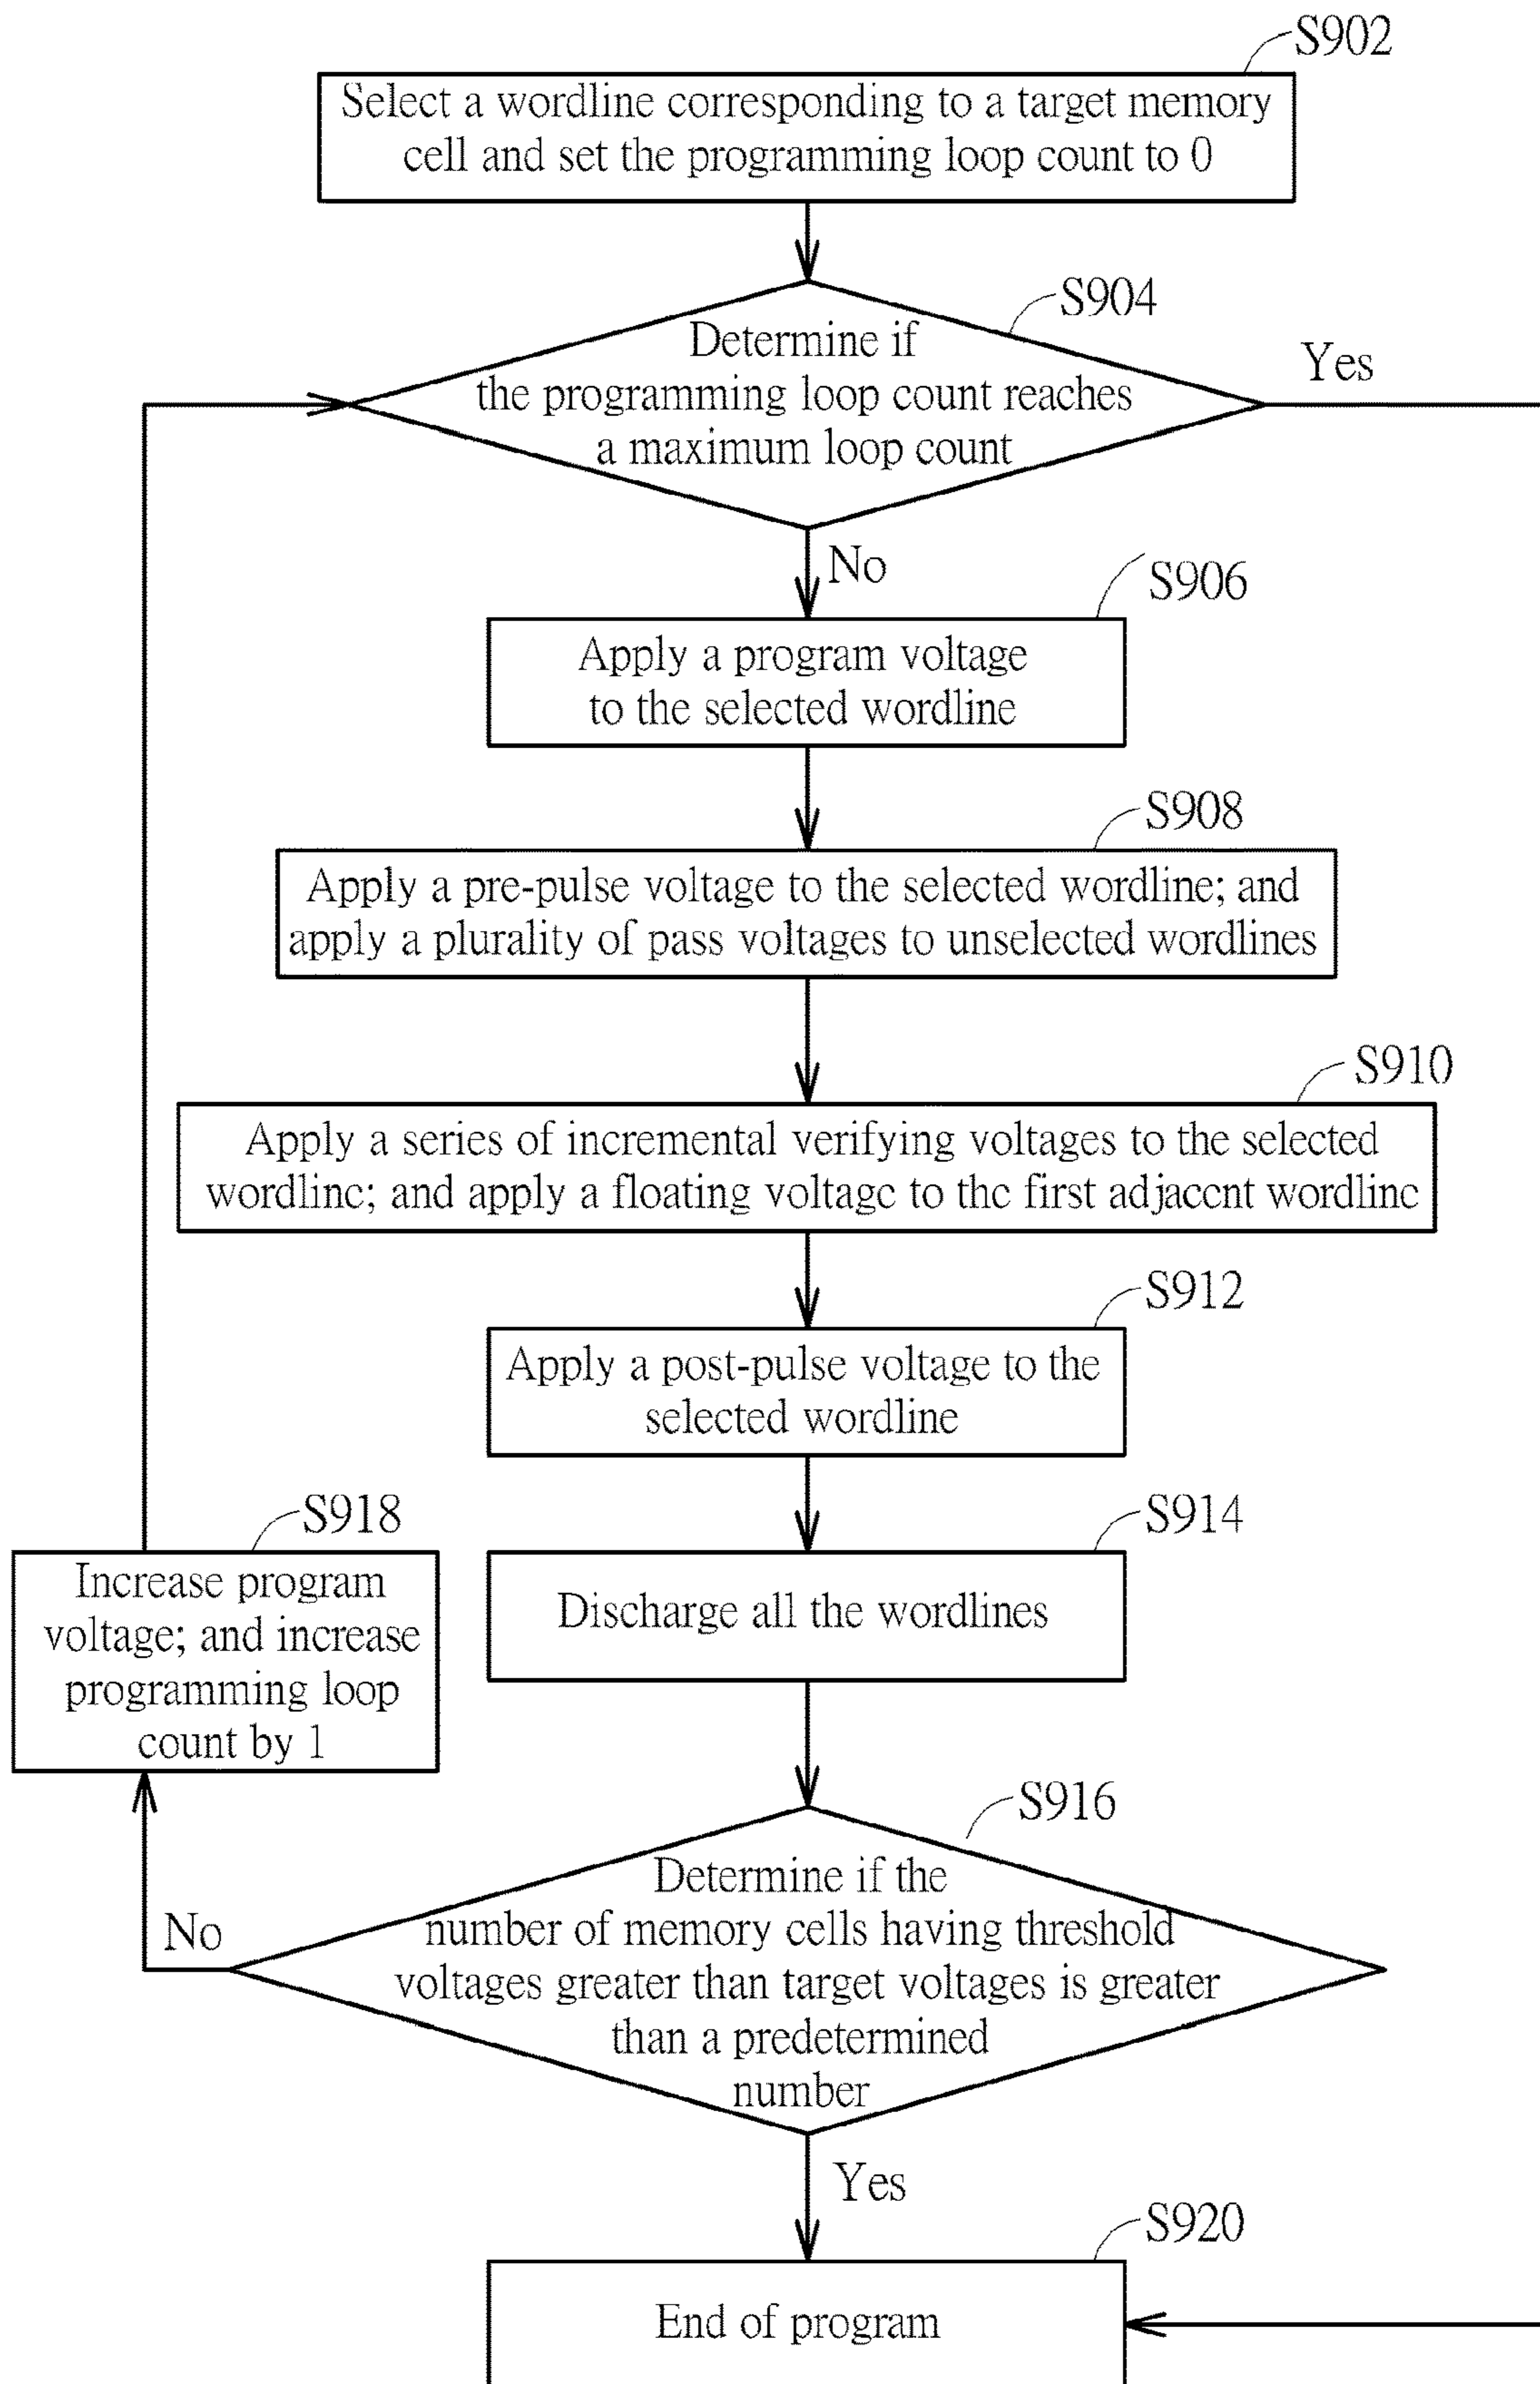 S902
Select a wordline corresponding to a target memory
cell and set the programming loop count to 0
S904
Determine if
the programming loop count reaches
a maximum loop count
Yes
No
S906
Apply a program voltage
to the selected wordline
S908
Apply a pre-pulse voltage to the selected wordline; and
apply a plurality of pass voltages to unselected wordlines
S910
Apply a series of incremental verifying voltages to the selected
wordline; and apply a floating voltage to the first adjacent wordline
S912
Apply a post-pulse voltage to the
selected wordline
S918
Increase program
voltage; and increase
programming loop
count by 1
S914
Discharge all the wordlines
S916
Determine if the
number of memory cells having threshold
voltages greater than target voltages is greater
than a predetermined
number
No
Yes
S920
End of program